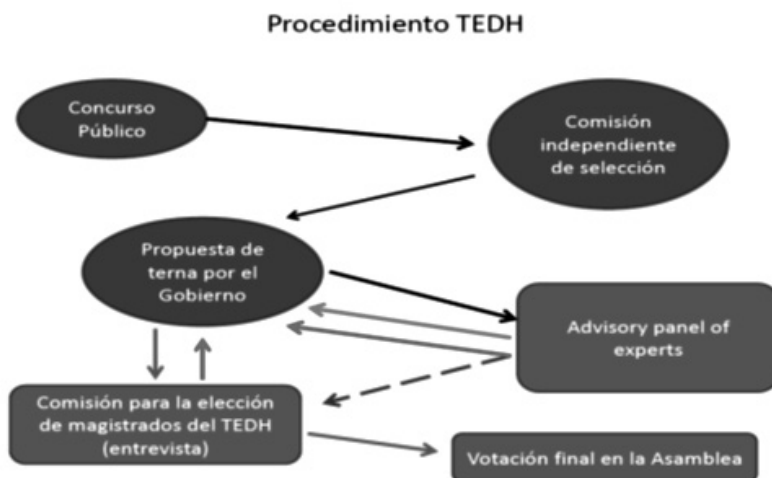 Procedimiento TEDH
Concurso
Público
Comisión
independiente
de selección
Propuesta de
terna por el
Gobierno
Advisory panel of
experts
Comisión para la elección
de magistrados del TEDH
(entrevista)
Votación final en la Asamblea